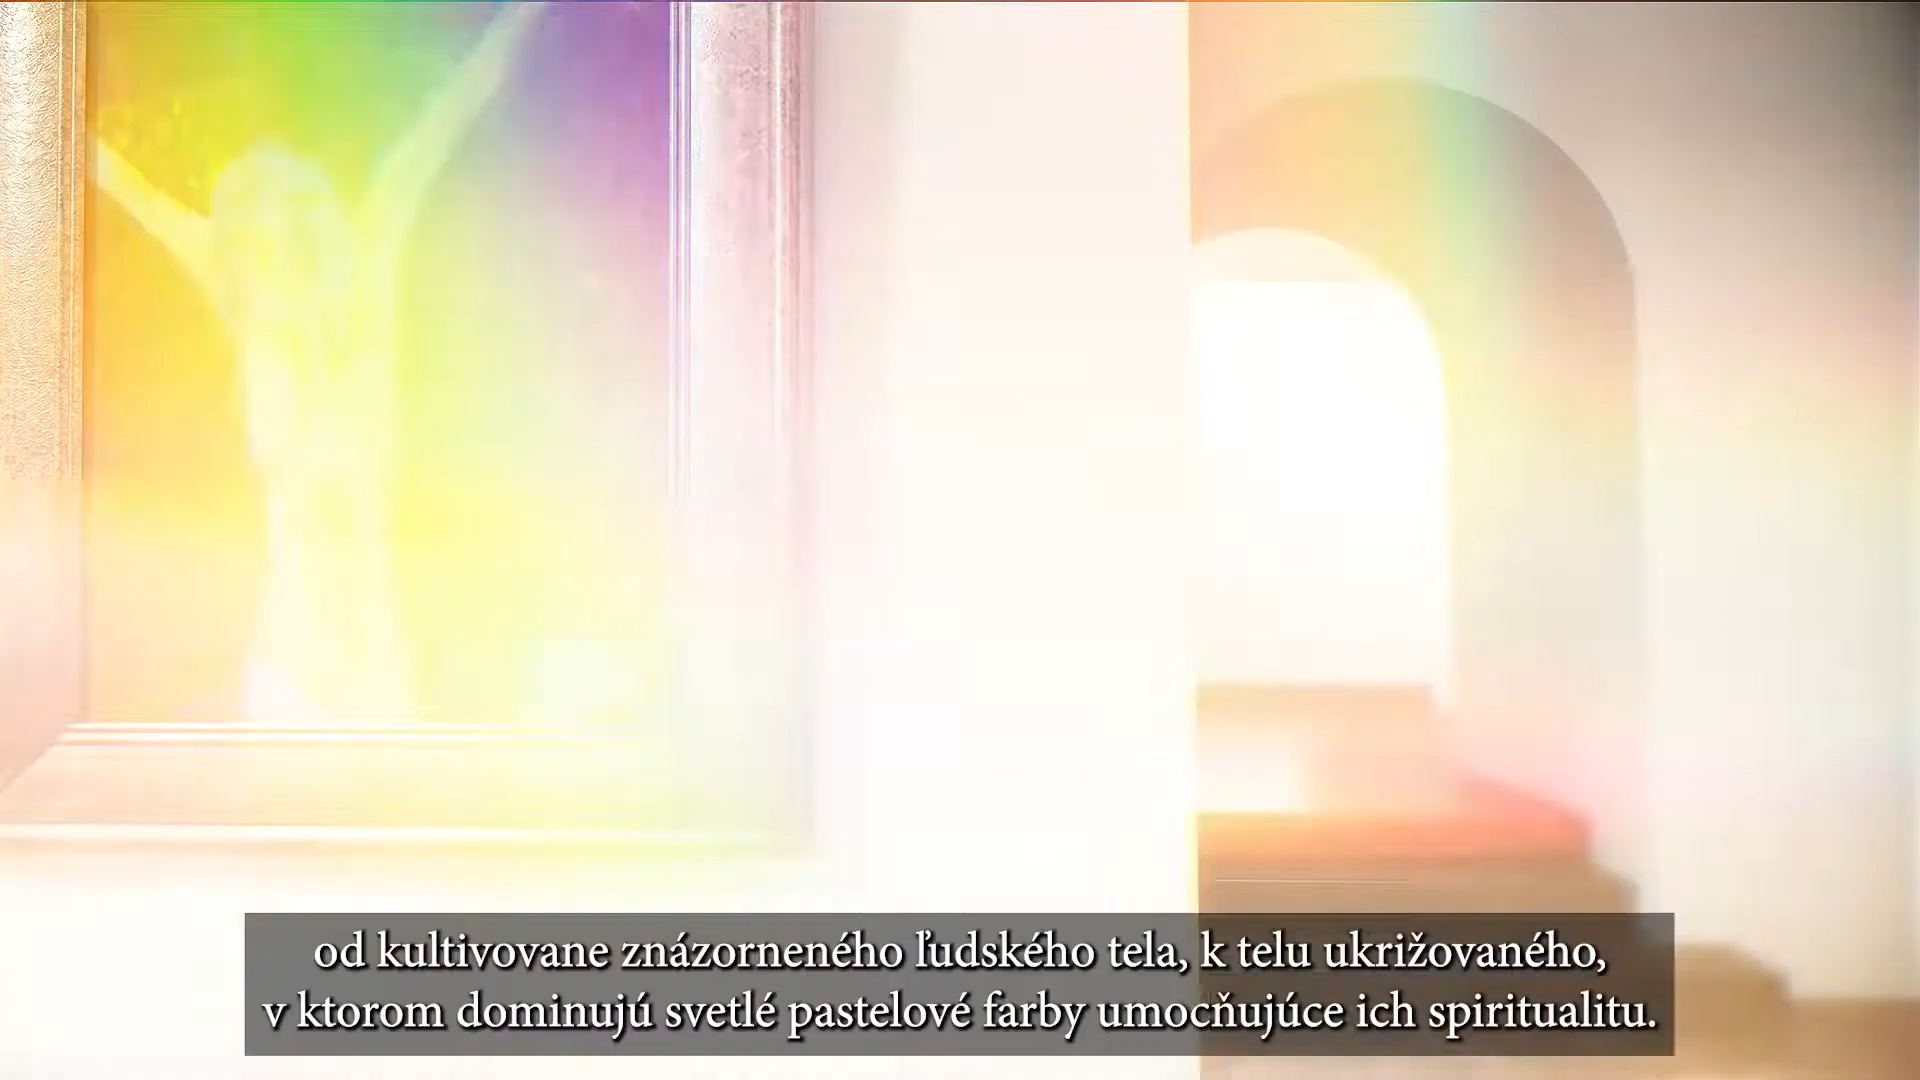 od kultivovane znázorneného ľudského tela, k telu ukrižovaného,
v ktorom dominujú svetlé pastelové farby umocňujúce ich spiritualitu.